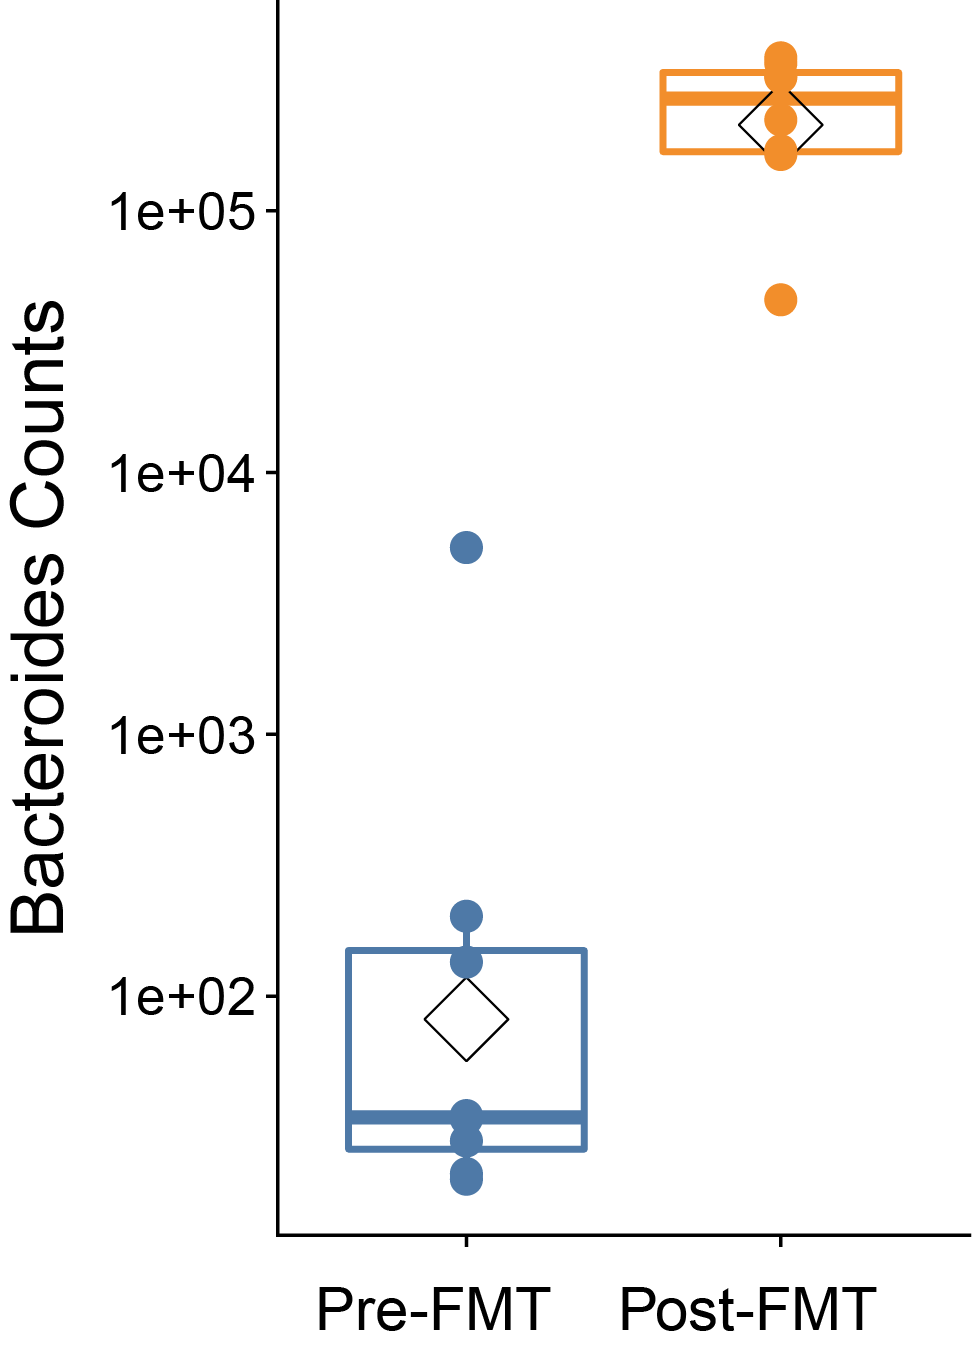 Bacteroides Counts
1e+05
1e+04
1e+03
1e+02
Pre-FMT
Post-FMT